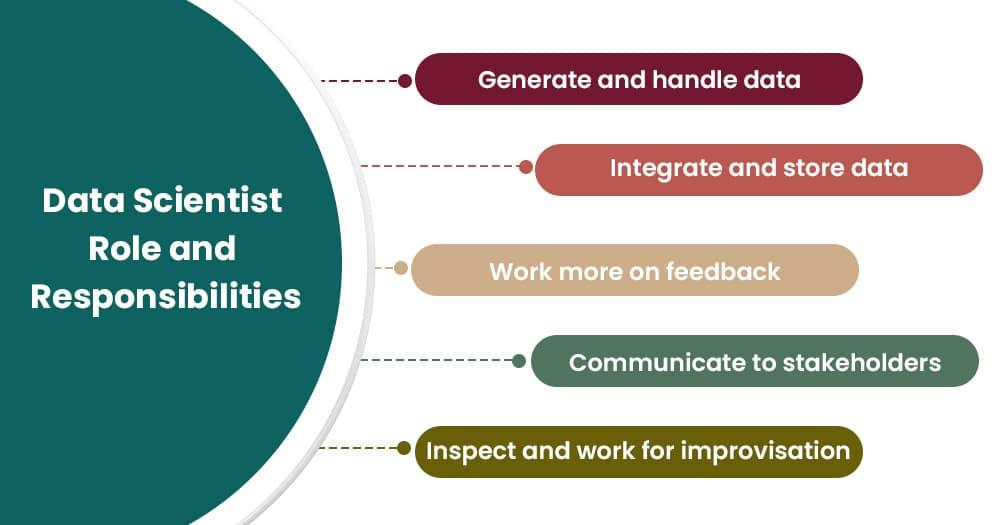 Data Scientist
Role and
Responsibilities
Generate and handle data
Integrate and store data
Work more on feedback
Communicate to stakeholders
Inspect and work for improvisation